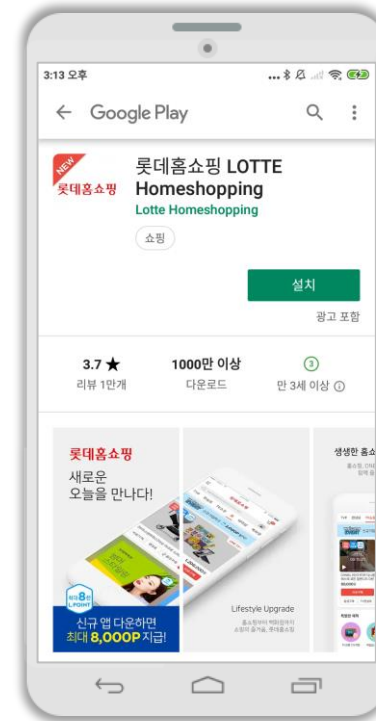 3:13 오후
Google Play
NEW
롯데홈쇼핑
롯데홈쇼핑 LOTTE
Homeshopping
Lotte Homeshopping
쇼핑
설치
광고 포함
3.7 ★
리뷰 1만개
1000만 이상
다운로드
3
만 3세 이상
롯데홈쇼핑
새로운
오늘을 만나다!
L.POINT
신규 앱 다운하면
최대 8,000P 지급!
Lifestyle Upgrade
생생한 홈쇼